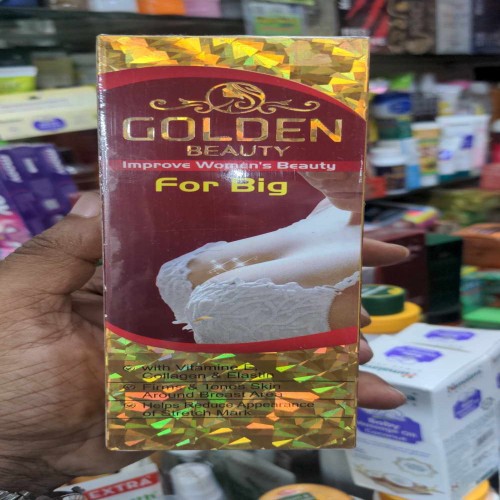 GOLDEN
BEAUTY
Improve Women's Beauty
For Big
with Vitamine E
Collagen & Elastin
Firms & Tones Skin
Around Breast Area
Helps Reduce Appearance
of Stretch Mark
EXTRA